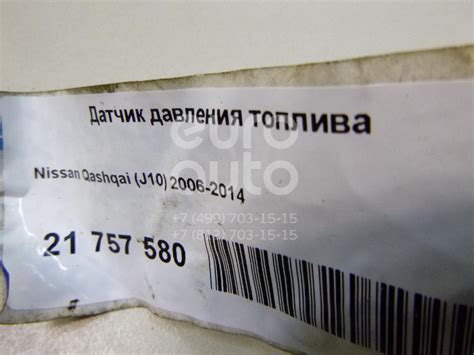 Датчик давления топлива
euro
auto
Nissan Qashqai (J10) 2006-2014
+7 (499) 703-15-15
+7 (812) 703-15-15
21 757 580